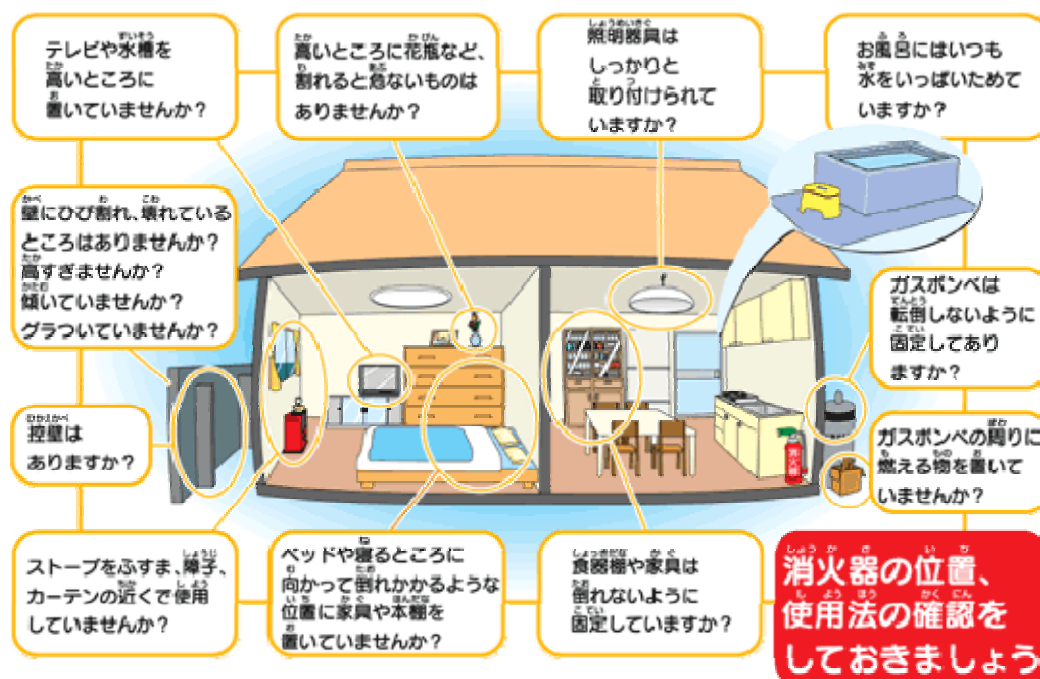 テレビや水槽を
高いところに
置いていませんか？
高いところに花瓶など、
割れると危ないものは
ありませんか？
照明器具は
しっかりと
取り付けられて
いますか？
お風呂にはいつも
水をいっぱいためて
いますか？
壁にひび割れ、壊れている
ところはありませんか？
高すぎませんか？
傾いていませんか？
グラついていませんか？
ガスボンベは
転倒しないように
固定してあり
ますか？
控壁は
ありますか？
ガスボンベの周りに
燃える物を置いて
いませんか？
消火器
ストーブをふすま、障子、
カーテンの近くで使用
していませんか？
ベッドや寝るところに
向かって倒れかかるような
位置に家具や本棚を
置いていませんか？
食器棚や家具は
倒れないように
固定していますか？
消火器の位置、
使用法の確認を
しておきましょう